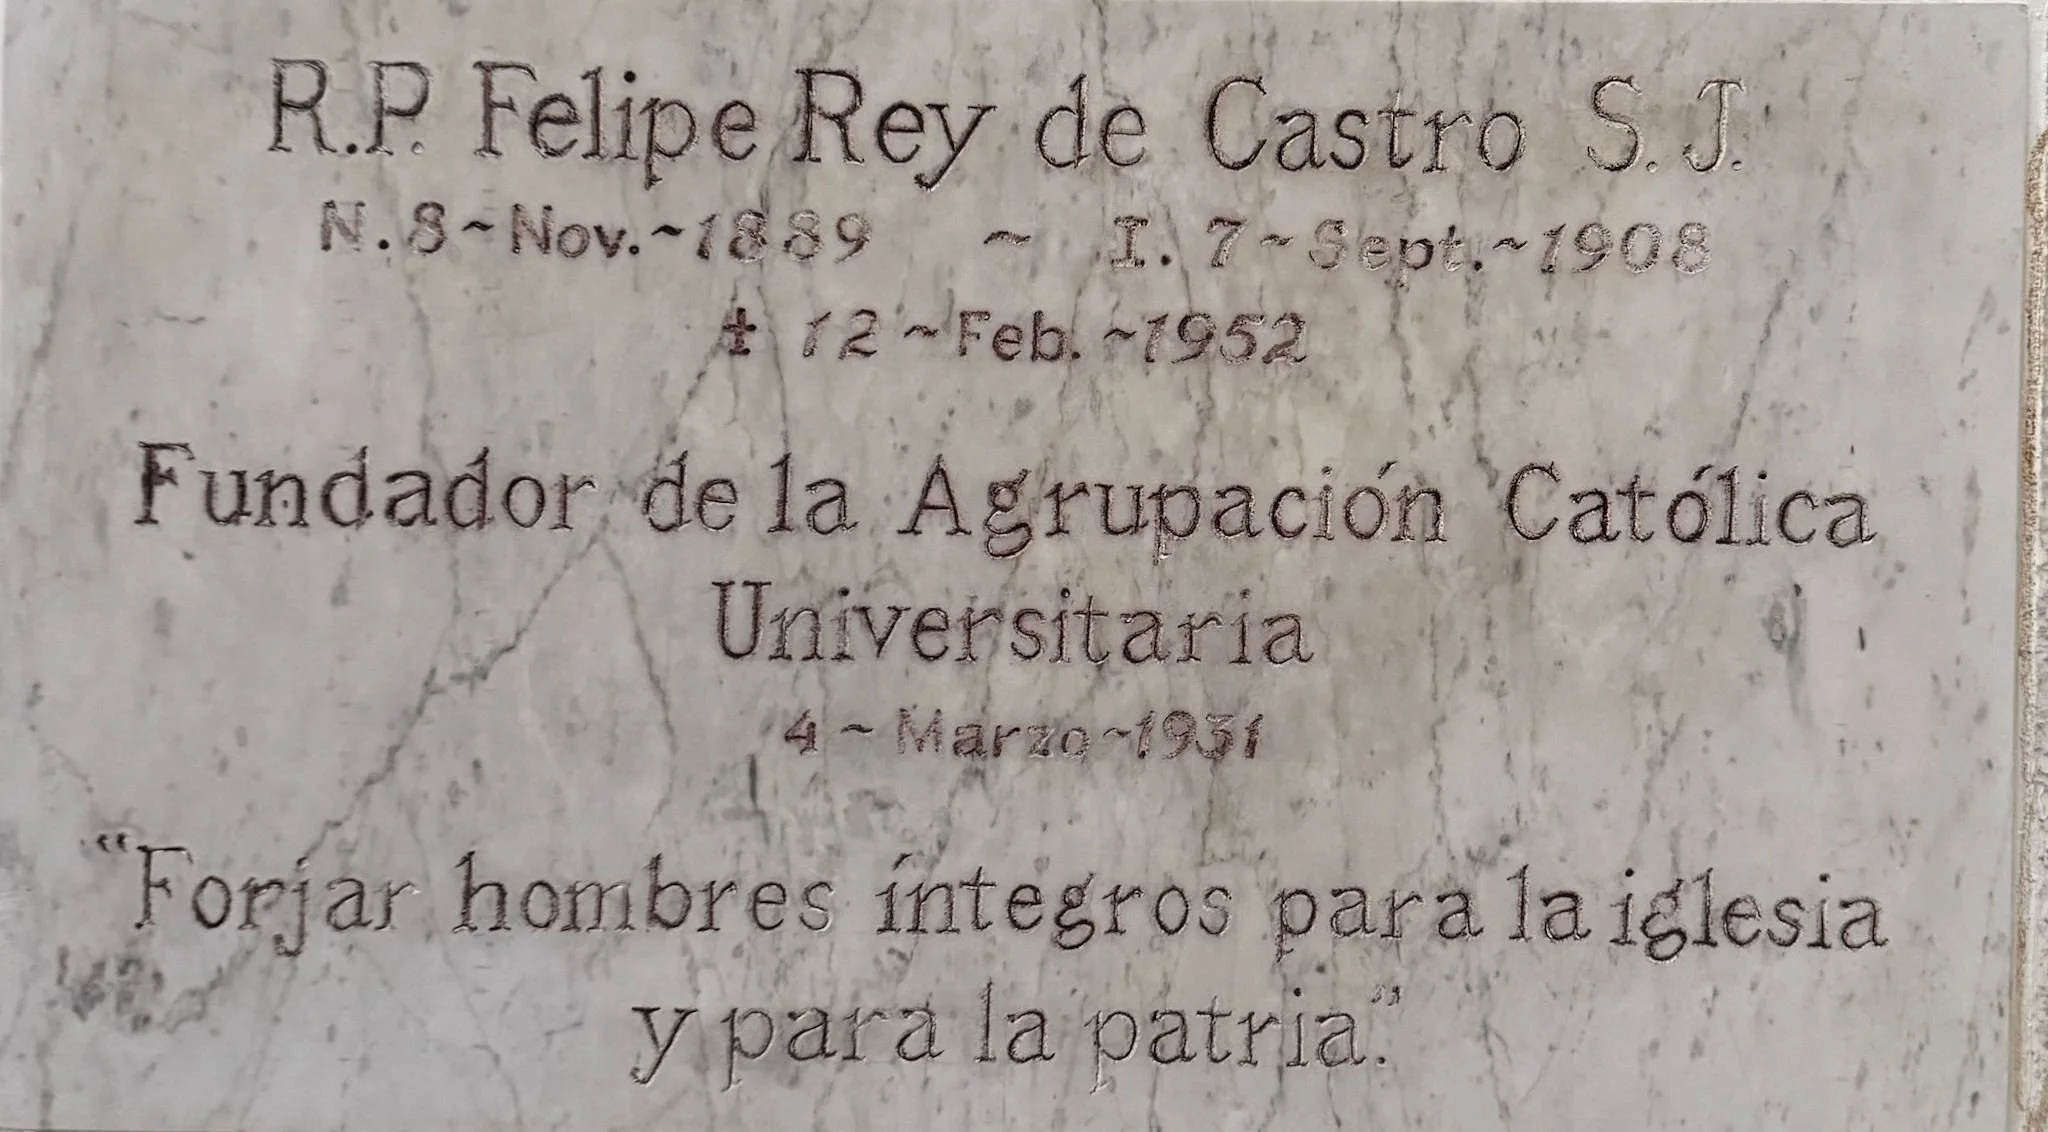 R.P. Felipe Rey de Castro S.J.
N. 8 ~ Nov. ~ 1889 ~ I. 7 ~ Sept. ~ 1908
✝ 12 ~ Feb. ~ 1952
Fundador de la Agrupación Católica
Universitaria
4 ~ Marzo ~ 1931
“Forjar hombres íntegros para la iglesia
y para la patria”.